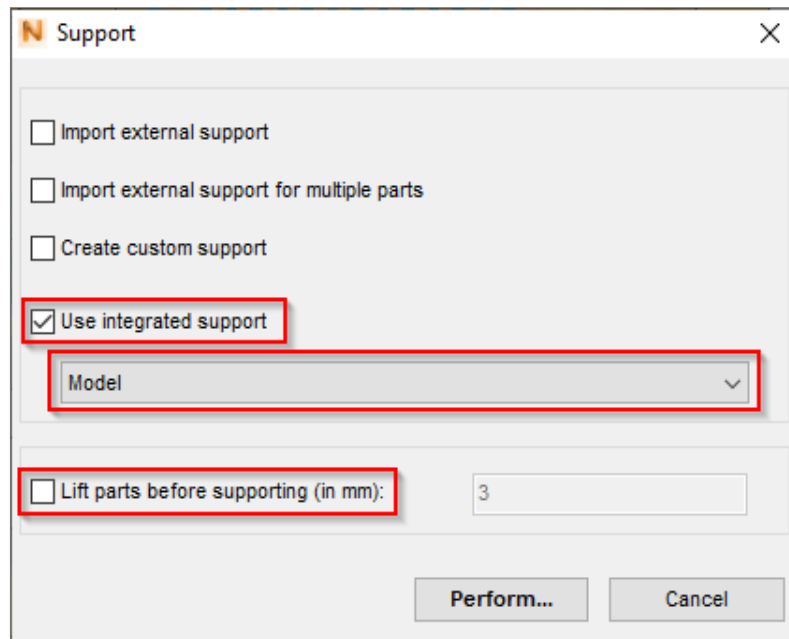 N Support
Import external support
Import external support for multiple parts
Create custom support
Use integrated support
Model
Lift parts before supporting (in mm): 3
Perform... Cancel